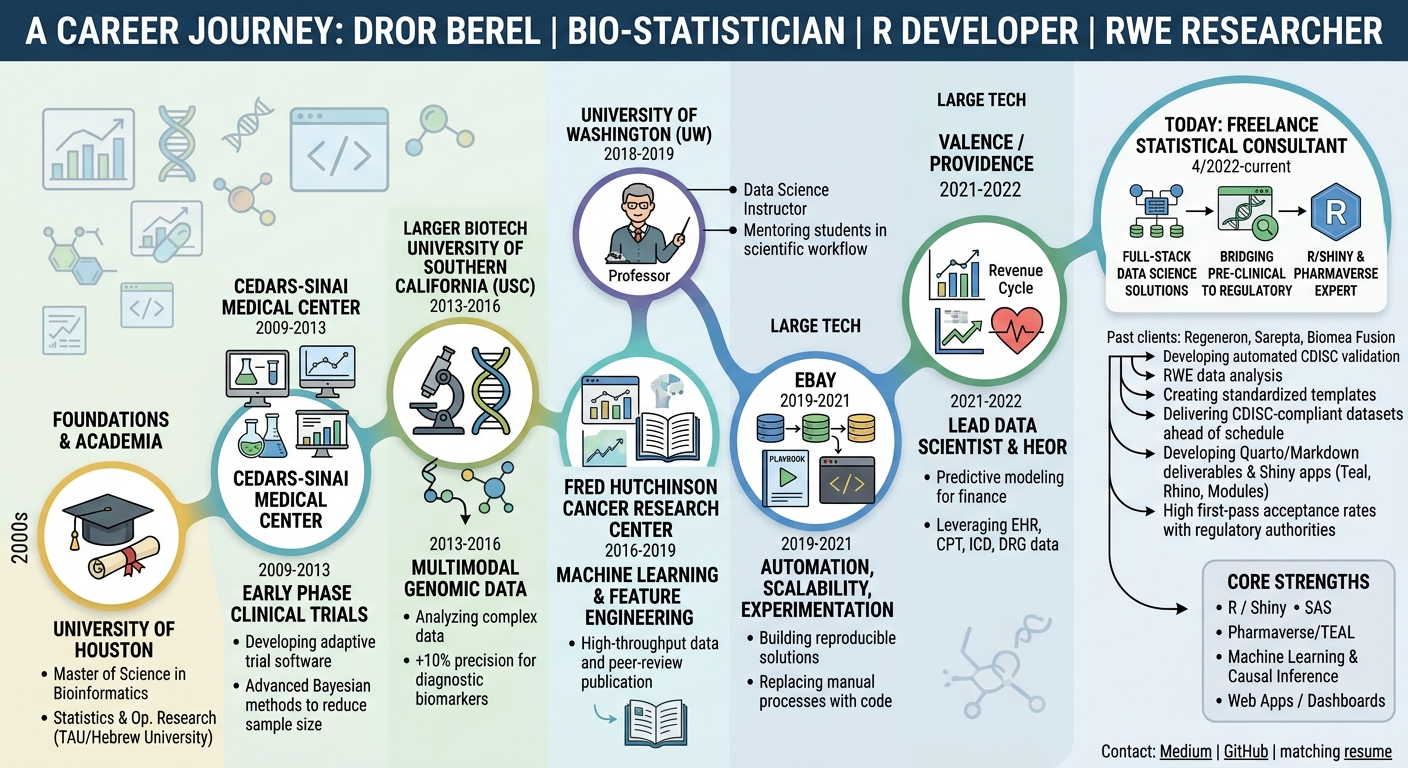 A CAREER JOURNEY: DROR BEREL | BIO-STATISTICIAN | R DEVELOPER | RWE RESEARCHER
2000s
FOUNDATIONS
& ACADEMIA
UNIVERSITY OF
HOUSTON
• Master of Science in
Bioinformatics
• Statistics & Op. Research
(TAU/Hebrew University)
CEDARS-SINAI
MEDICAL CENTER
2009-2013
CEDARS-SINAI
MEDICAL
CENTER
2009-2013
EARLY PHASE
CLINICAL TRIALS
• Developing adaptive
trial software
• Advanced Bayesian
methods to reduce
sample size
LARGER BIOTECH
UNIVERSITY OF
SOUTHERN
CALIFORNIA (USC)
2013-2016
2013-2016
MULTIMODAL
GENOMIC DATA
• Analyzing complex
data
• +10% precision for
diagnostic
biomarkers
UNIVERSITY OF
WASHINGTON (UW)
2018-2019
Professor
• Data Science
Instructor
• Mentoring students in
scientific workflow
</>
FRED HUTCHINSON
CANCER RESEARCH
CENTER
2016-2019
MACHINE LEARNING
& FEATURE
ENGINEERING
• High-throughput data
and peer-review
publication
LARGE TECH
EBAY
2019-2021
PLAYBOOK
</>
2019-2021
AUTOMATION,
SCALABILITY,
EXPERIMENTATION
• Building reproducible
solutions
• Replacing manual
processes with code
LARGE TECH
VALENCE /
PROVIDENCE
2021-2022
Revenue
Cycle
2021-2022
LEAD DATA
SCIENTIST & HEOR
• Predictive modeling
for finance
• Leveraging EHR,
CPT, ICD, DRG data
TODAY: FREELANCE
STATISTICAL CONSULTANT
4/2022-current
R
FULL-STACK
DATA SCIENCE
SOLUTIONS
BRIDGING
PRE-CLINICAL
TO REGULATORY
R/SHINY &
PHARMAVERSE
EXPERT
Past clients: Regeneron, Sarepta, Biomea Fusion
Developing automated CDISC validation
RWE data analysis
Creating standardized templates
Delivering CDISC-compliant datasets
ahead of schedule
Developing Quarto/Markdown
deliverables & Shiny apps (Teal,
Rhino, Modules)
High first-pass acceptance rates
with regulatory authorities
CORE STRENGTHS
• R / Shiny • SAS
• Pharmaverse/TEAL
• Machine Learning &
Causal Inference
• Web Apps / Dashboards
Contact: Medium | GitHub | matching resume